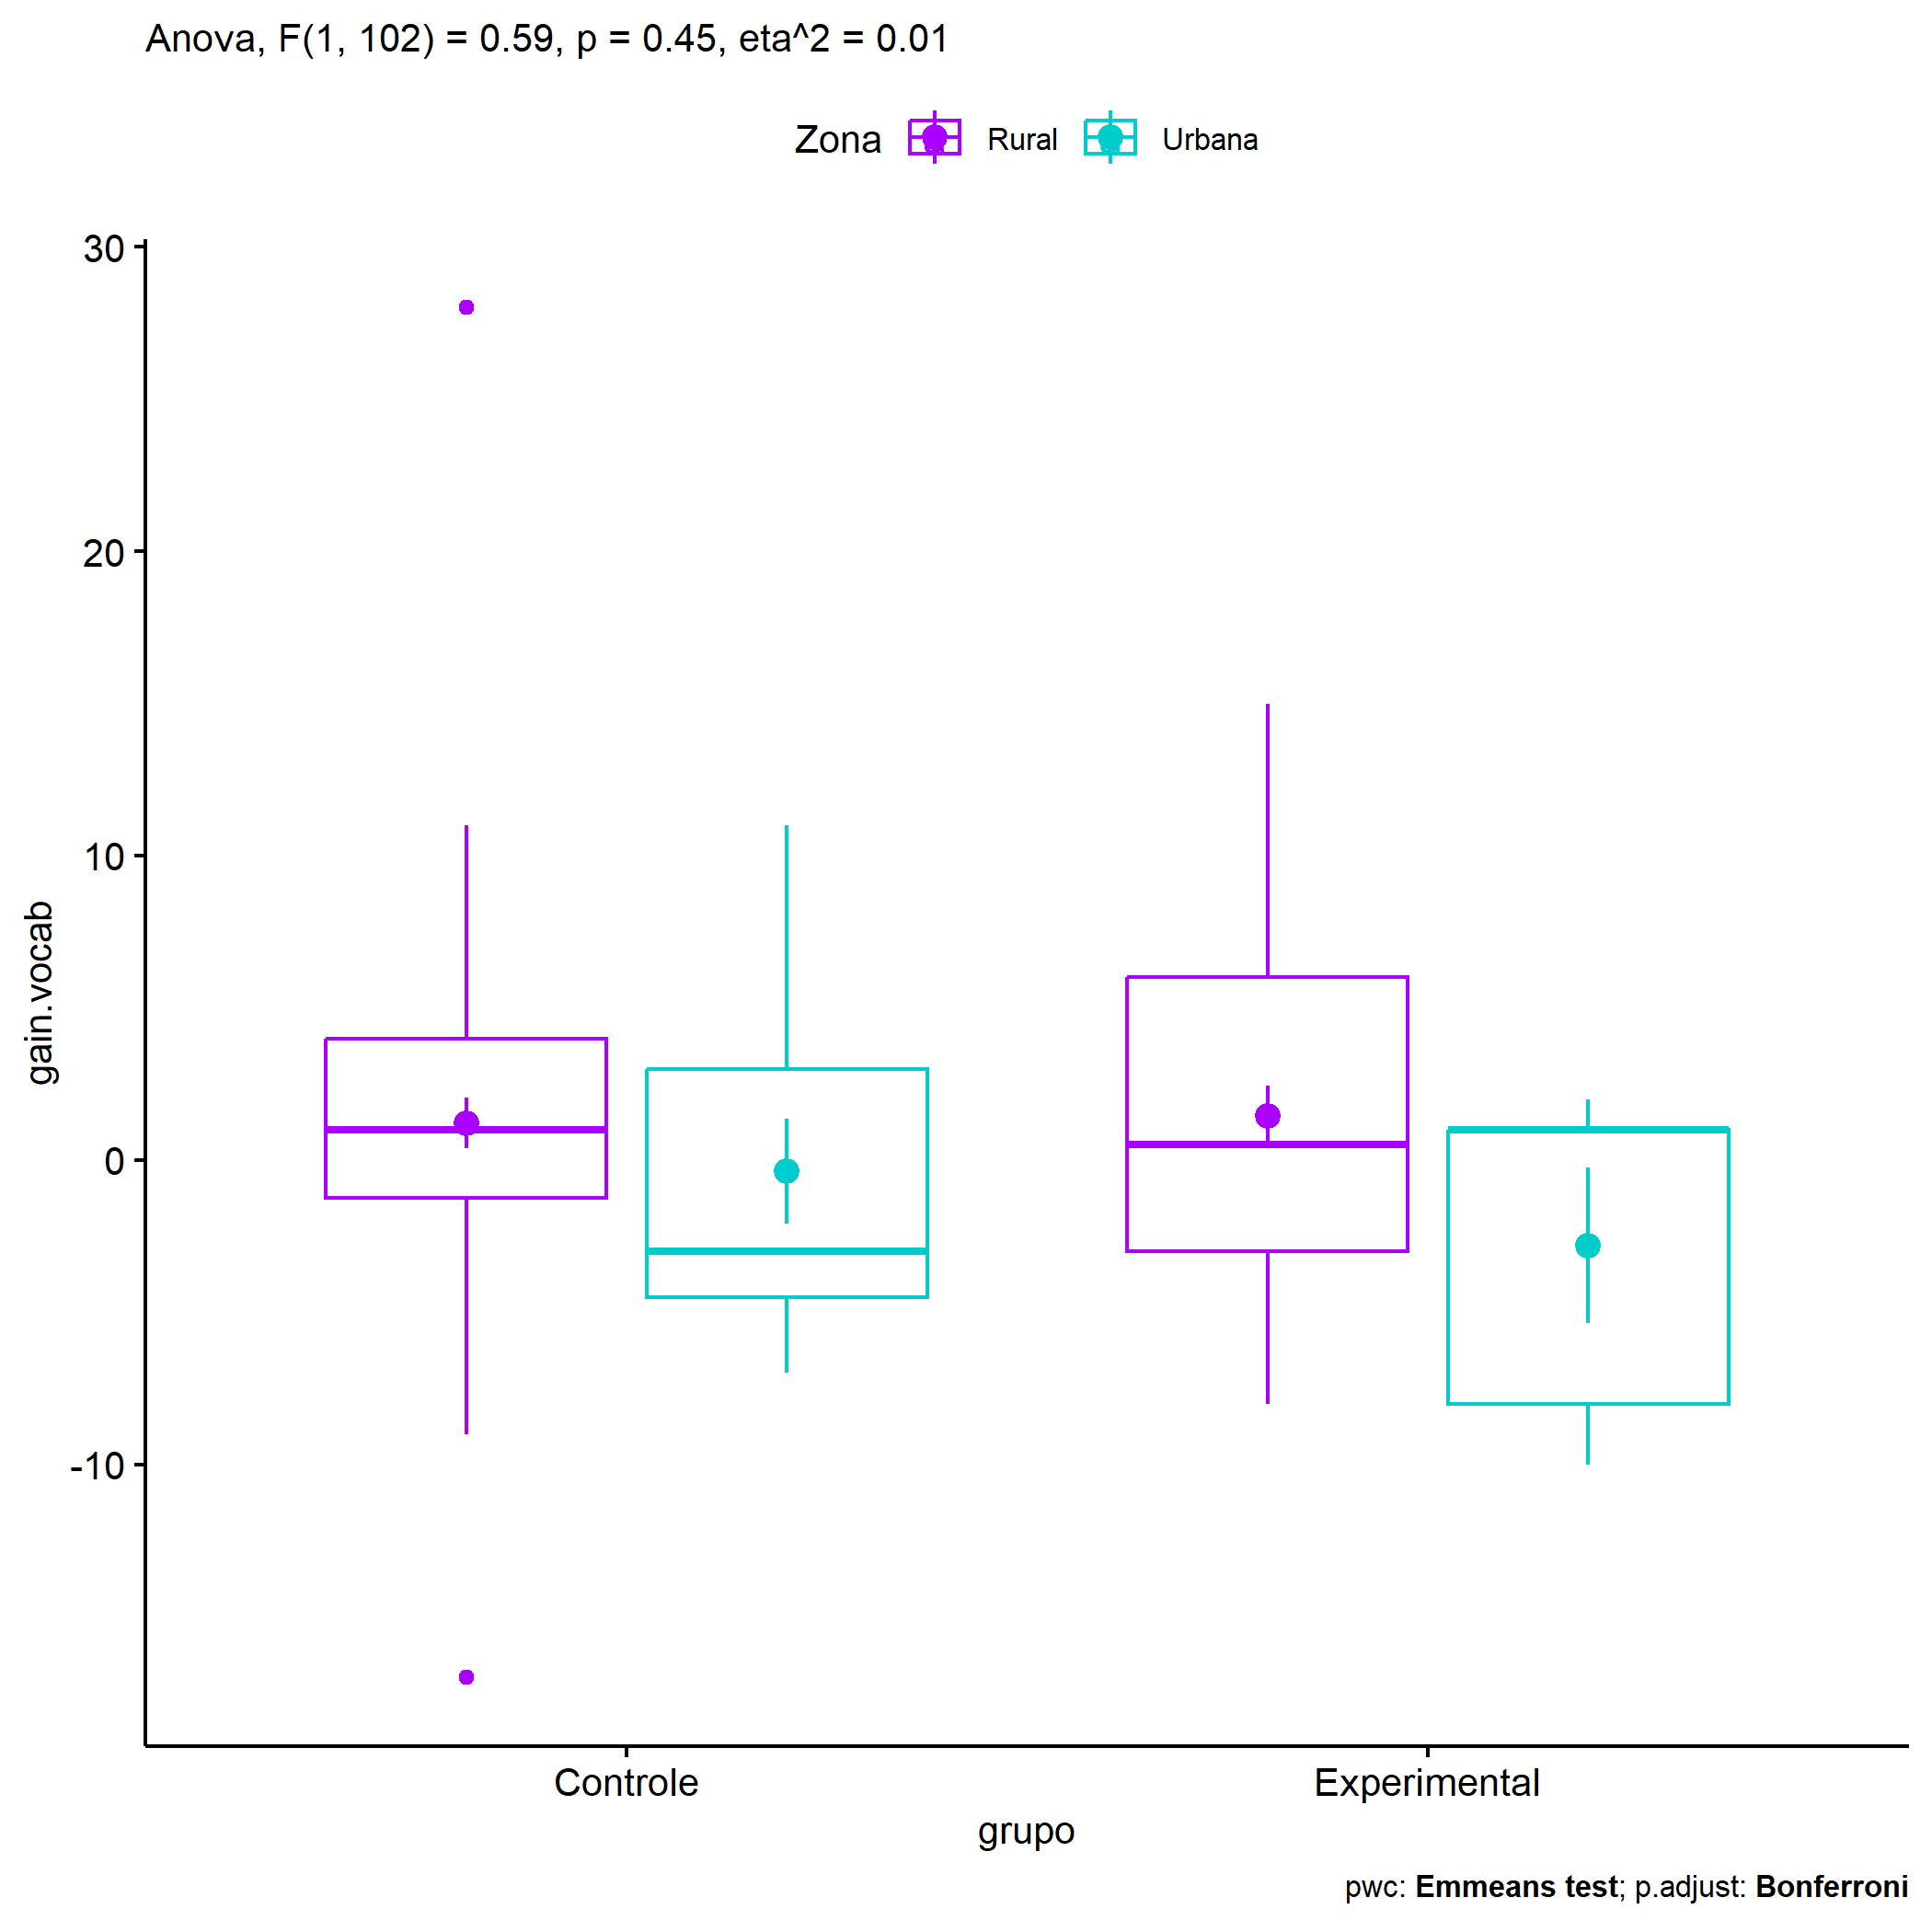 Anova, F(1, 102) = 0.59, p = 0.45, eta^2 = 0.01
Zona Rural Urbana
30
20
10
0
-10
gain.vocab
Controle Experimental
grupo
pwc: Emmeans test; p.adjust: Bonferroni